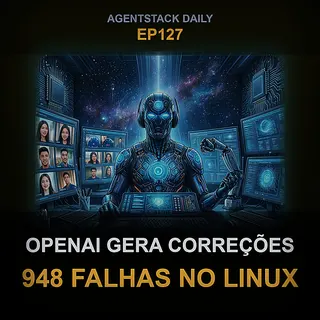 AGENTSTACK DAILY
EP127
OPENAI GERA CORREÇÕES
948 FALHAS NO LINUX